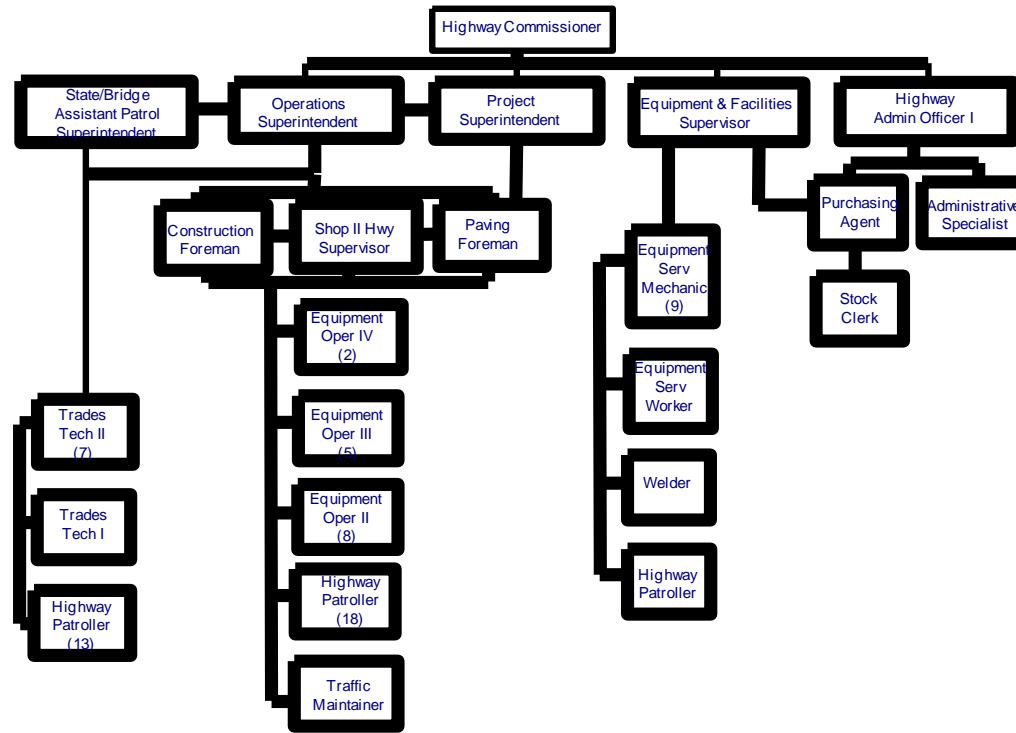 Highway Commissioner
State/Bridge
Assistant Patrol
Superintendent
Operations
Superintendent
Project
Superintendent
Equipment & Facilities
Supervisor
Highway
Admin Officer I
Construction
Foreman
Shop II Hwy
Supervisor
Paving
Foreman
Purchasing
Agent
Administrative
Specialist
Equipment
Serv
Mechanic
(9)
Stock
Clerk
Equipment
Oper IV
(2)
Equipment
Serv
Worker
Trades
Tech II
(7)
Equipment
Oper III
(5)
Welder
Trades
Tech I
Equipment
Oper II
(8)
Highway
Patroller
Highway
Patroller
(18)
Highway
Patroller
(13)
Traffic
Maintainer